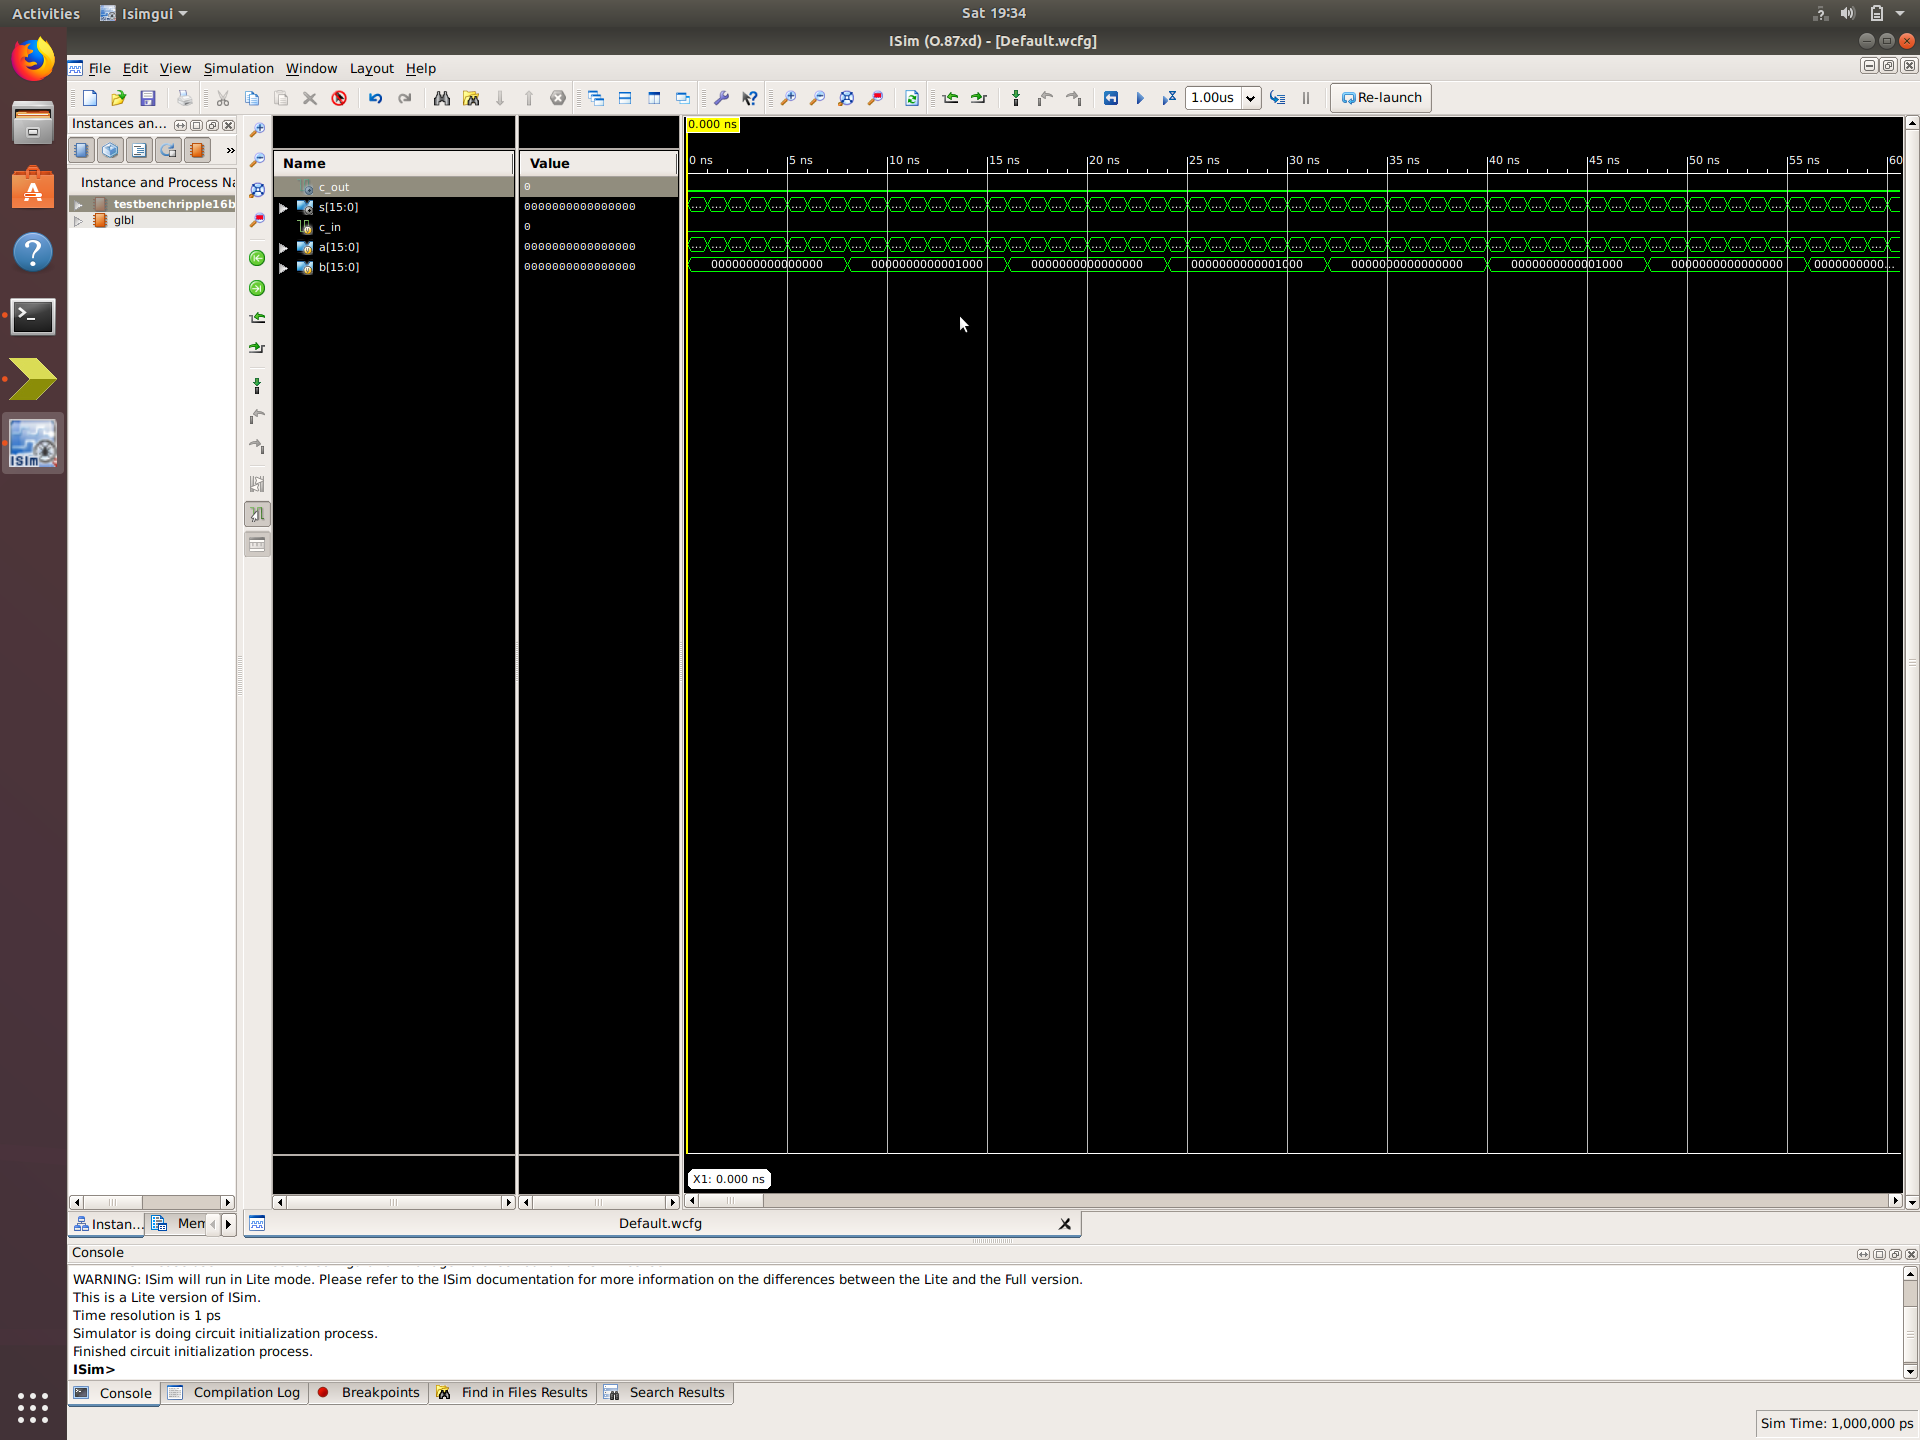 Activities Isimgui Sat 19:34
ISim (O.87xd) - [Default.wcfg]
File Edit View Simulation Window Layout Help
1.00us Re-launch
Instances an...
»
Instance and Process Na
testbenchripple16b
glbl
Name Value
c_out 0
s[15:0] 0000000000000000
c_in 0
a[15:0] 0000000000000000
b[15:0] 0000000000000000
0.000 ns
0 ns 5 ns 10 ns 15 ns 20 ns 25 ns 30 ns 35 ns 40 ns 45 ns 50 ns 55 ns 60
0000000000000000 0000000000001000 0000000000000000 0000000000001000 0000000000000000 0000000000001000 0000000000000000 0000000000...
X1: 0.000 ns
Instan... Mem
Default.wcfg
Console
WARNING: ISim will run in Lite mode. Please refer to the ISim documentation for more information on the differences between the Lite and the Full version.
This is a Lite version of ISim.
Time resolution is 1 ps
Simulator is doing circuit initialization process.
Finished circuit initialization process.
ISim>
Console Compilation Log Breakpoints Find in Files Results Search Results
Sim Time: 1,000,000 ps
ISim